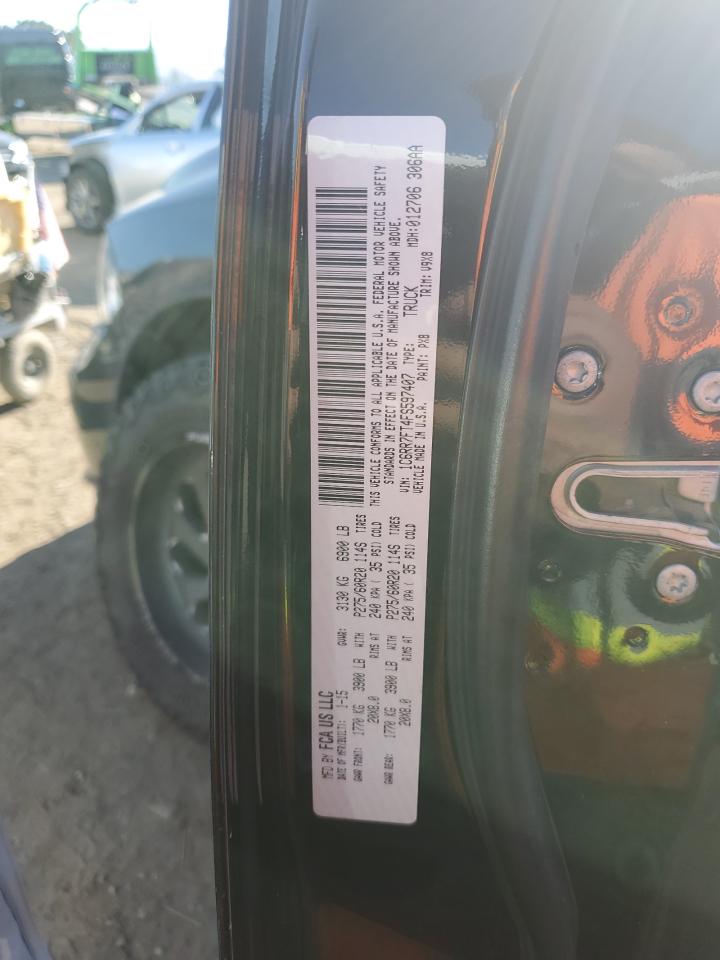 MFD BY FCA US LLC
DATE OF MFR(BUILT): 1-15 GVWR: 3130 KG 6900 LB
GAWR FRONT: 1770 KG 3900 LB WITH P275/60R20 114S TIRES
20X8.0 RIMS AT 240 KPA ( 35 PSI) COLD
GAWR REAR: 1770 KG 3900 LB WITH P275/60R20 114S TIRES
20X8.0 RIMS AT 240 KPA ( 35 PSI) COLD
THIS VEHICLE CONFORMS TO ALL APPLICABLE U.S.A. FEDERAL MOTOR VEHICLE SAFETY
STANDARDS IN EFFECT ON THE DATE OF MANUFACTURE SHOWN ABOVE.
VIN: 1C6RR7FT4FS597407 TYPE: TRUCK MDH:012706 306AA
VEHICLE MADE IN U.S.A. PAINT: PXB TRIM: V9X8